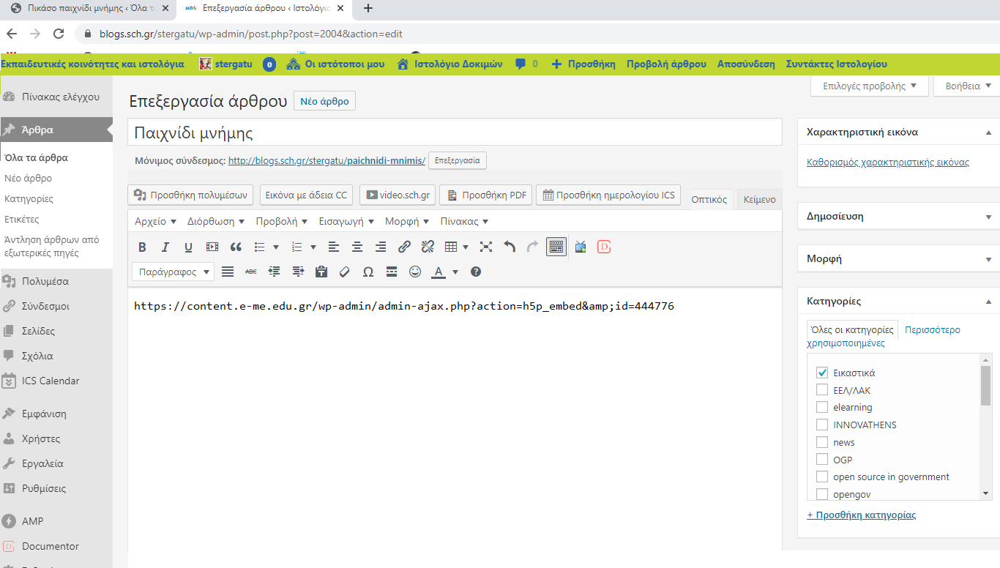 Πικάσο παιχνίδι μνήμης ‹ Όλα τ
Επεξεργασία άρθρου ‹ Ιστολόγιο
blogs.sch.gr/stergatu/wp-admin/post.php?post=2004&action=edit
Εκπαιδευτικές κοινότητες και ιστολόγια stergatu 0 Οι ιστότοποι μου Ιστολόγιο Δοκιμών 0 Προσθήκη Προβολή άρθρου Αποσύνδεση Συντάκτες Ιστολογίου
Πίνακας ελέγχου
Άρθρα
Όλα τα άρθρα
Νέο άρθρο
Κατηγορίες
Ετικέτες
Άντληση άρθρων από
εξωτερικές πηγές
Πολυμέσα
Σύνδεσμοι
Σελίδες
Σχόλια
ICS Calendar
Εμφάνιση
Χρήστες
Εργαλεία
Ρυθμίσεις
AMP
Documentor
Επιλογές προβολής Βοήθεια
Επεξεργασία άρθρου Νέο άρθρο
Παιχνίδι μνήμης
Μόνιμος σύνδεσμος: http://blogs.sch.gr/stergatu/paichnidi-mnimis/ Επεξεργασία
Προσθήκη πολυμέσων Εικόνα με άδεια CC video.sch.gr Προσθήκη PDF Προσθήκη ημερολογίου ICS Οπτικός Κείμενο
Αρχείο Διόρθωση Προβολή Εισαγωγή Μορφή Πίνακας
B I U
Παράγραφος ABC Ω A
https://content.e-me.edu.gr/wp-admin/admin-ajax.php?action=h5p_embed&amp;id=444776
Χαρακτηριστική εικόνα
Καθορισμός χαρακτηριστικής εικόνας
Δημοσίευση
Μορφή
Κατηγορίες
Όλες οι κατηγορίες Περισσότερο
χρησιμοποιημένες
Εικαστικά
ΕΕΛ/ΛΑΚ
elearning
INNOVATHENS
news
OGP
open source in government
opengov
+ Προσθήκη κατηγορίας